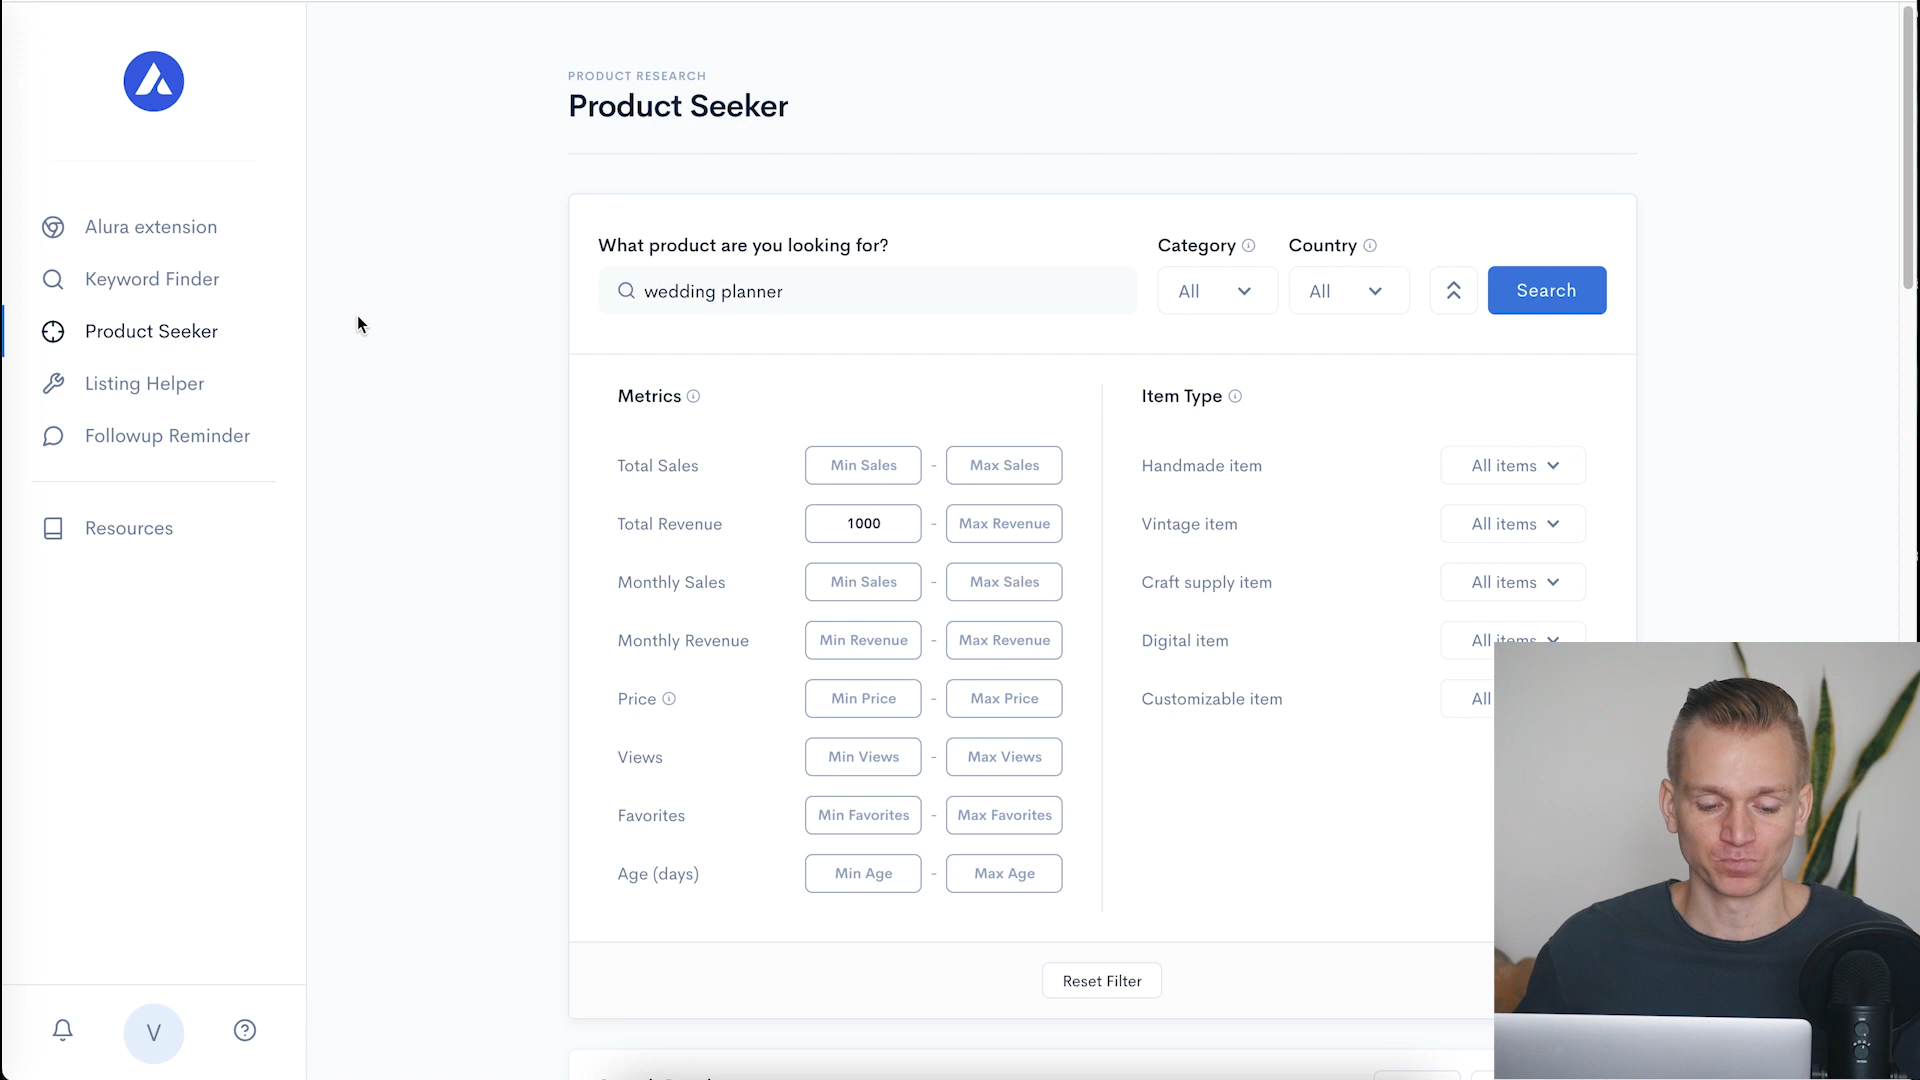 PRODUCT RESEARCH
Product Seeker
Alura extension
Keyword Finder
Product Seeker
Listing Helper
Followup Reminder
Resources
V
What product are you looking for?
Category
Country
wedding planner
All
All
Search
Metrics
Item Type
Total Sales
Min Sales - Max Sales
Handmade item
All items
Total Revenue
1000 - Max Revenue
Vintage item
All items
Monthly Sales
Min Sales - Max Sales
Craft supply item
All items
Monthly Revenue
Min Revenue - Max Revenue
Digital item
All items
Price
Min Price - Max Price
Customizable item
All
Views
Min Views - Max Views
Favorites
Min Favorites - Max Favorites
Age (days)
Min Age - Max Age
Reset Filter